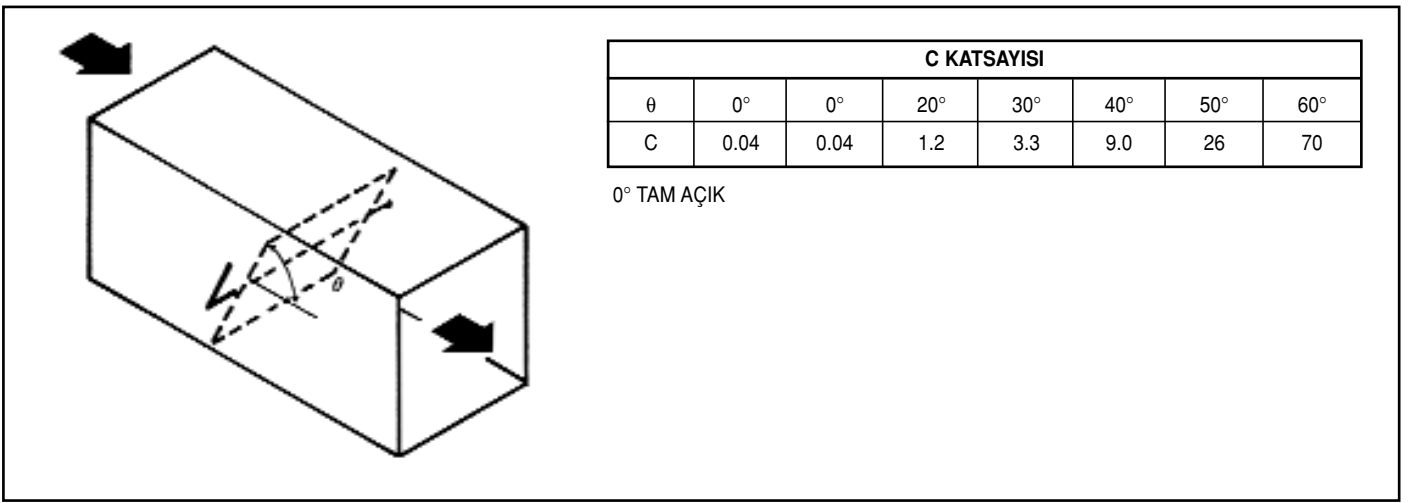 C KATSAYISI
θ 0° 0° 20° 30° 40° 50° 60°
C 0.04 0.04 1.2 3.3 9.0 26 70
0° TAM AÇIK
θ